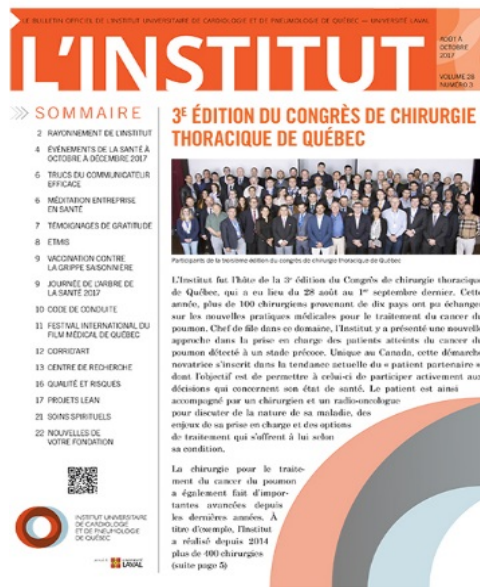 LE BULLETIN OFFICIEL DE L'INSTITUT UNIVERSITAIRE DE CARDIOLOGIE ET DE PNEUMOLOGIE DE QUÉBEC — UNIVERSITÉ LAVAL
L'INSTITUT
AOÛT À
OCTOBRE
2017
VOLUME 28
NUMÉRO 3
SOMMAIRE
2 RAYONNEMENT DE L'INSTITUT
4 ÉVÉNEMENTS DE LA SANTÉ À
OCTOBRE À DÉCEMBRE 2017
6 TRUCS DU COMMUNICATEUR
EFFICACE
6 MÉDITATION ENTREPRISE
EN SANTÉ
7 TÉMOIGNAGES DE GRATITUDE
8 ETMIS
9 VACCINATION CONTRE
LA GRIPPE SAISONNIÈRE
9 JOURNÉE DE L'ARBRE DE
LA SANTÉ 2017
10 CODE DE CONDUITE
11 FESTIVAL INTERNATIONAL DU
FILM MÉDICAL DE QUÉBEC
12 CORRID'ART
13 CENTRE DE RECHERCHE
16 QUALITÉ ET RISQUES
17 PROJETS LEAN
21 SOINS SPIRITUELS
22 NOUVELLES DE
VOTRE FONDATION
INSTITUT UNIVERSITAIRE
DE CARDIOLOGIE
ET DE PNEUMOLOGIE
DE QUÉBEC
UNIVERSITÉ
LAVAL
3E ÉDITION DU CONGRÈS DE CHIRURGIE
THORACIQUE DE QUÉBEC
Participants de la troisième édition du congrès de chirurgie thoracique de Québec
L'Institut fut l'hôte de la 3e édition du Congrès de chirurgie thoracique
de Québec, qui a eu lieu du 28 août au 1er septembre dernier. Cette
année, plus de 100 chirurgiens provenant de dix pays ont pu échanger
sur les nouvelles pratiques médicales pour le traitement du cancer du
poumon. Chef de file dans ce domaine, l'Institut y a présenté une nouvelle
approche dans la prise en charge des patients atteints du cancer du
poumon détecté à un stade précoce. Unique au Canada, cette démarche
novatrice s'inscrit dans la tendance actuelle du « patient partenaire »
dont l'objectif est de permettre à celui-ci de participer activement aux
décisions qui concernent son état de santé. Le patient est ainsi
accompagné par un chirurgien et un radio-oncologue
pour discuter de la nature de sa maladie, des
enjeux de sa prise en charge et des options
de traitement qui s'offrent à lui selon
sa condition.
La chirurgie pour le traite-
ment du cancer du poumon
a également fait d'impor-
tantes avancées depuis
les dernières années. À
titre d'exemple, l'Institut
a réalisé depuis 2014
plus de 400 chirurgies
(suite page 5)